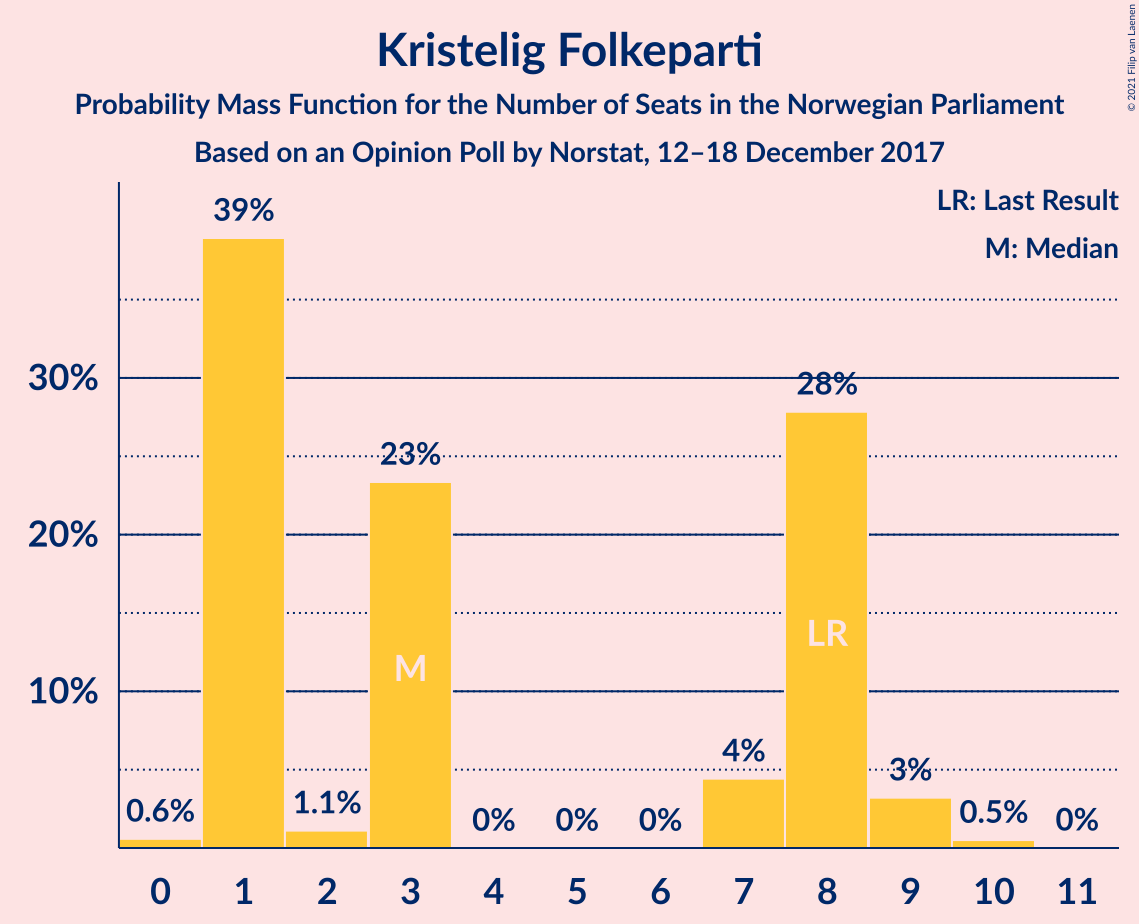 Kristelig Folkeparti
Probability Mass Function for the Number of Seats in the Norwegian Parliament
Based on an Opinion Poll by Norstat, 12–18 December 2017
© 2021 Filip van Laenen
LR: Last Result
M: Median
39%
30%
28%
23%
20%
LR
M
10%
4%
3%
0.6%
1.1%
0%
0%
0%
0.5%
0%
0 1 2 3 4 5 6 7 8 9 10 11